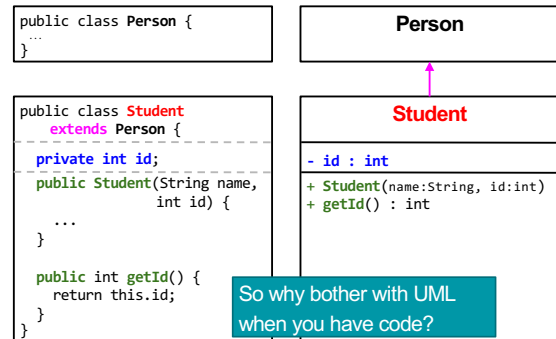 public class Person {
...
}
Person
public class Student
extends Person {
private int id;
public Student(String name,
int id) {
...
}
public int getId() {
return this.id;
}
}
Student
- id : int
+ Student(name:String, id:int)
+ getId() : int
So why bother with UML
when you have code?